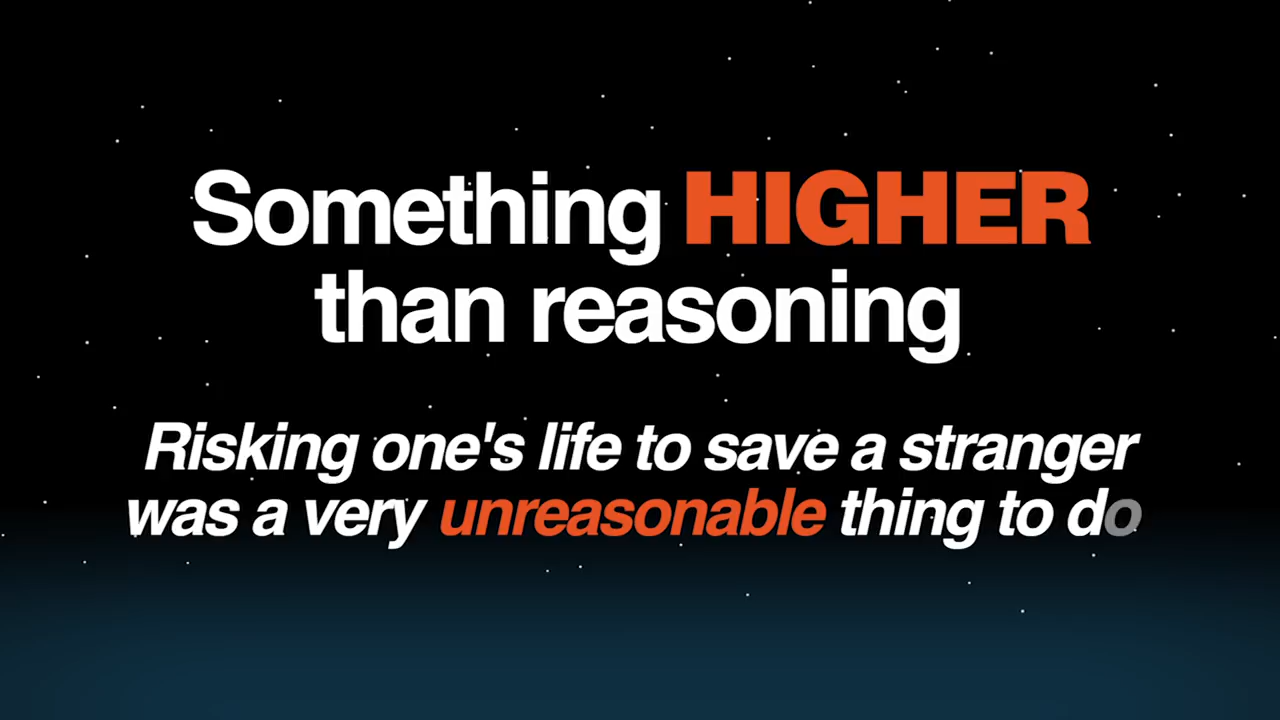 Something HIGHER
than reasoning
Risking one's life to save a stranger
was a very unreasonable thing to do